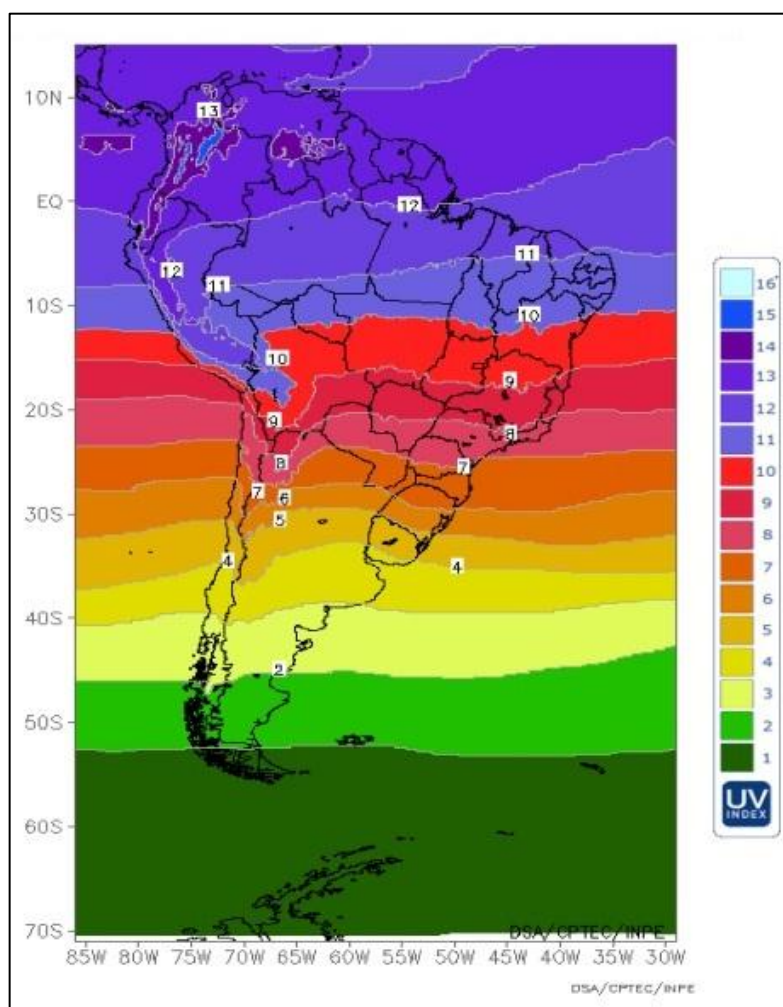 10N
EQ
10S
20S
30S
40S
50S
60S
70S
85W 80W 75W 70W 65W 60W 55W 50W 45W 40W 35W 30W
13
12
12
11
11
10
10
9
9
8
8
7
7
6
5
4
4
2
DSA/CPTEC/INPE
16+
15
14
13
12
11
10
9
8
7
6
5
4
3
2
1
UV
INDEX
DSA/CPTEC/INPE